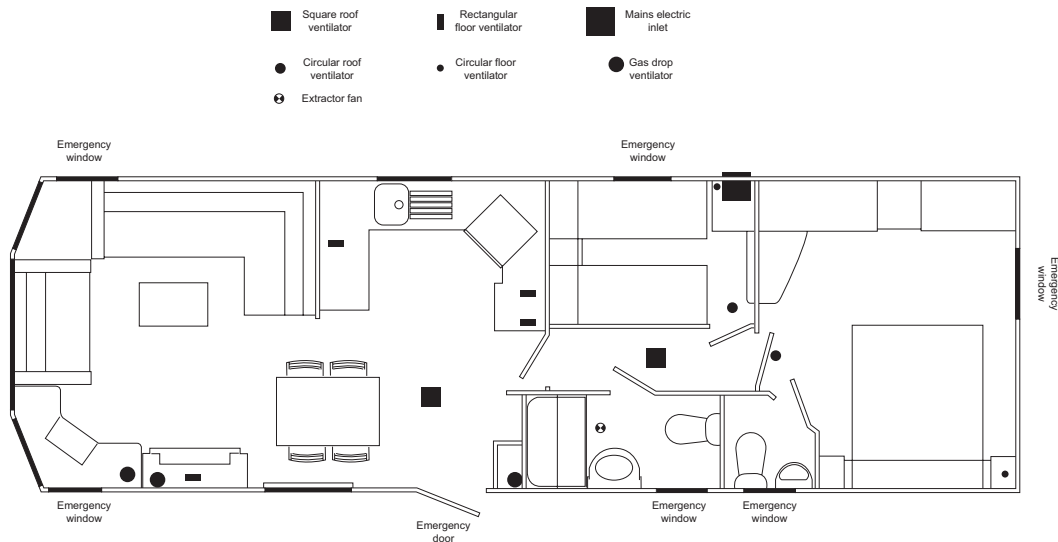 Square roof
ventilator
Rectangular
floor ventilator
Mains electric
inlet
Circular roof
ventilator
Circular floor
ventilator
Gas drop
ventilator
Extractor fan
Emergency
window
Emergency
window
Emergency
window
Emergency
window
Emergency
door
Emergency
window
Emergency
window